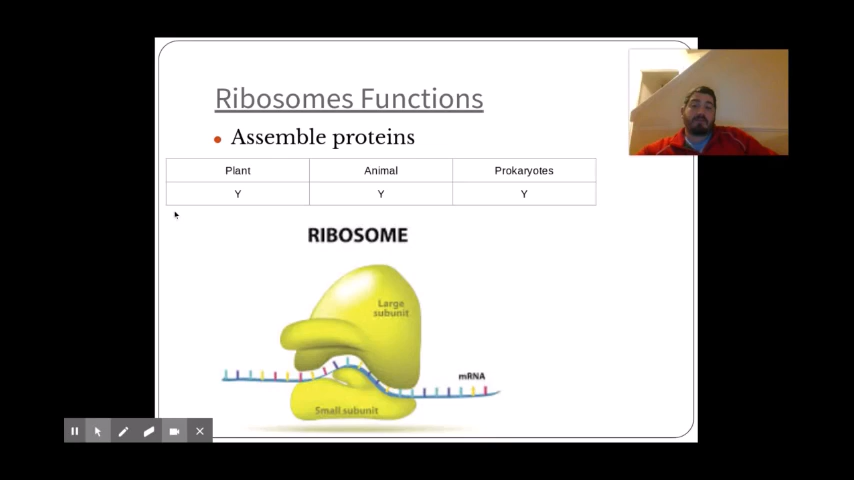 Ribosomes Functions
• Assemble proteins
Plant Animal Prokaryotes
Y Y Y
RIBOSOME
Large
subunit
mRNA
Small subunit